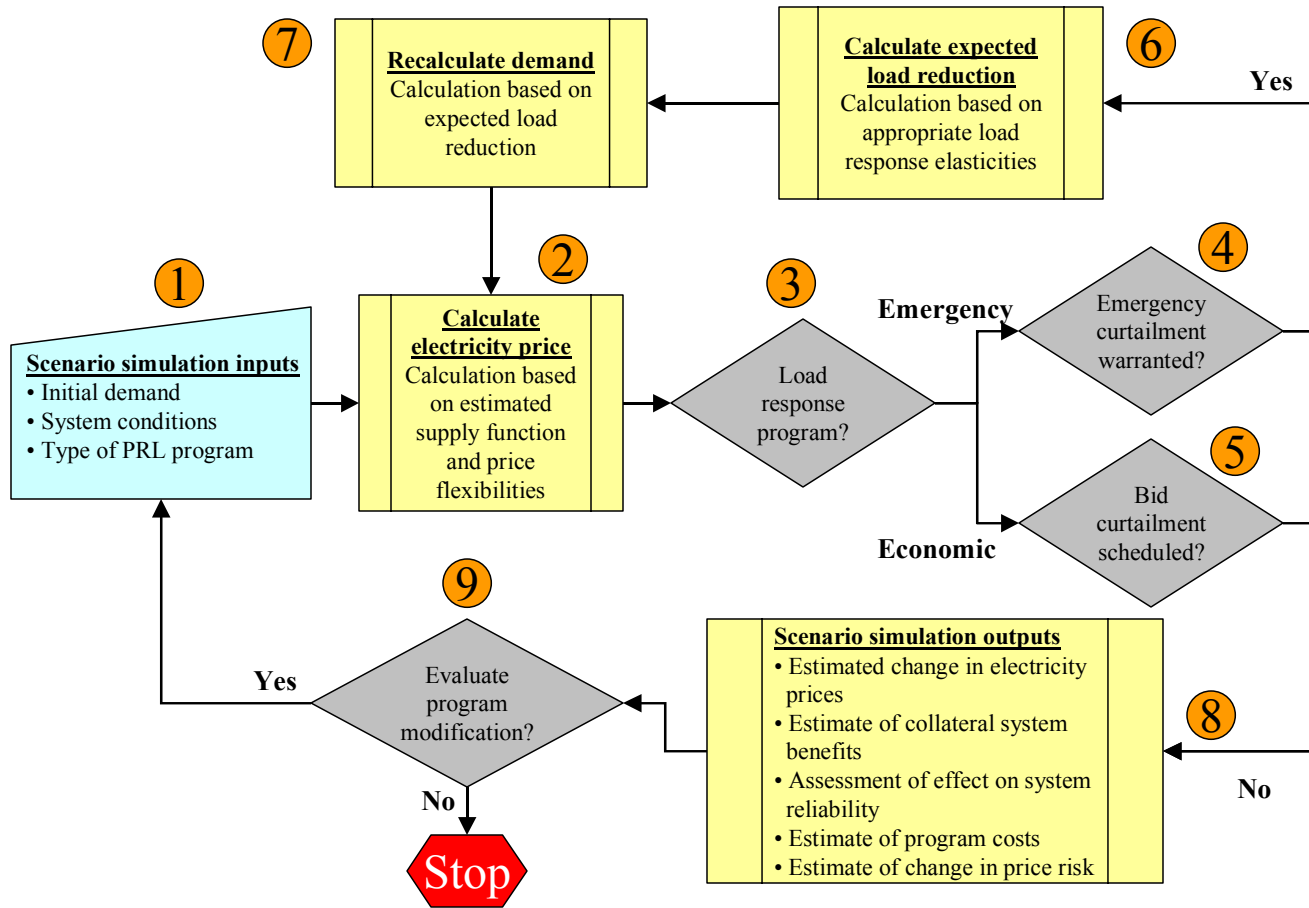 7
Recalculate demand
Calculation based on
expected load
reduction
Calculate expected
load reduction
Calculation based on
appropriate load
response elasticities
6
Yes
1
Scenario simulation inputs
• Initial demand
• System conditions
• Type of PRL program
2
Calculate
electricity price
Calculation based
on estimated
supply function
and price
flexibilities
3
Load
response
program?
Emergency
4
Emergency
curtailment
warranted?
Economic
5
Bid
curtailment
scheduled?
9
Evaluate
program
modification?
Yes
No
Stop
Scenario simulation outputs
• Estimated change in electricity
prices
• Estimate of collateral system
benefits
• Assessment of effect on system
reliability
• Estimate of program costs
• Estimate of change in price risk
8
No